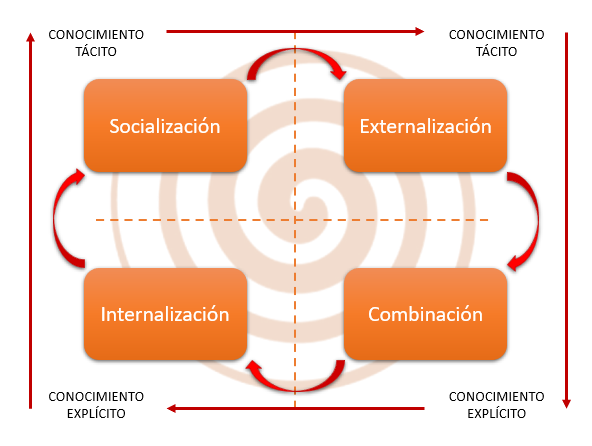 CONOCIMIENTO
TÁCITO
CONOCIMIENTO
TÁCITO
Socialización
Externalización
Internalización
Combinación
CONOCIMIENTO
EXPLÍCITO
CONOCIMIENTO
EXPLÍCITO